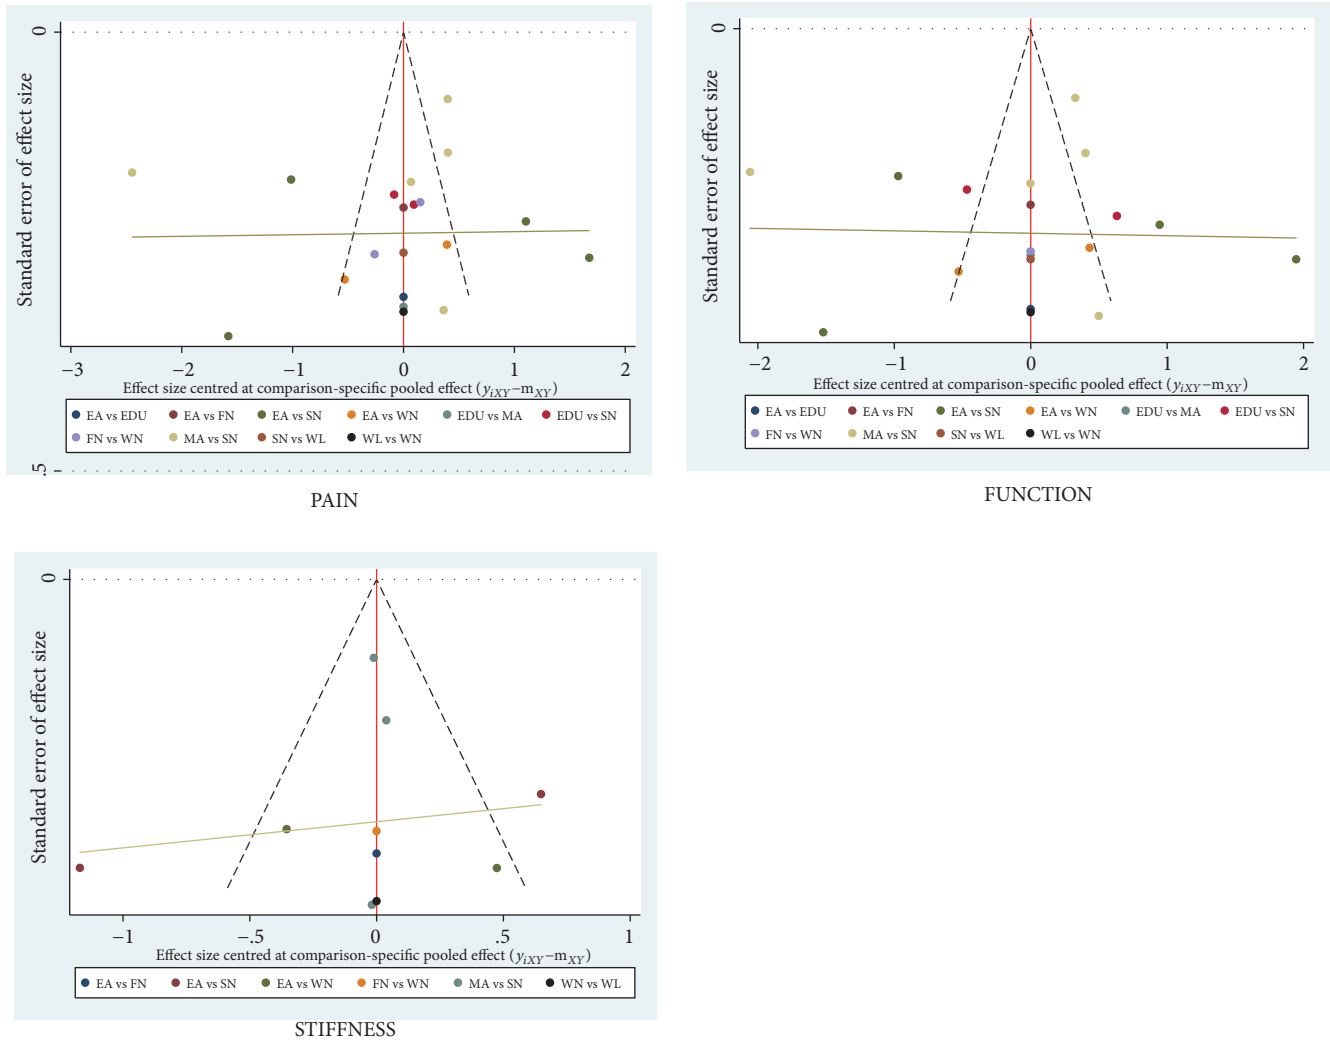 0
Standard error of effect size
−3 −2 −1 0 1 2
Effect size centred at comparison-specific pooled effect (yiXY−mXY)
EA vs EDU EA vs FN EA vs SN EA vs WN EDU vs MA EDU vs SN
FN vs WN MA vs SN SN vs WL WL vs WN
.5
PAIN
0
Standard error of effect size
−2 −1 0 1 2
Effect size centred at comparison-specific pooled effect (yiXY−mXY)
EA vs EDU EA vs FN EA vs SN EA vs WN EDU vs MA EDU vs SN
FN vs WN MA vs SN SN vs WL WL vs WN
FUNCTION
0
Standard error of effect size
−1 −.5 0 .5 1
Effect size centred at comparison-specific pooled effect (yiXY−mXY)
EA vs FN EA vs SN EA vs WN FN vs WN MA vs SN WN vs WL
STIFFNESS